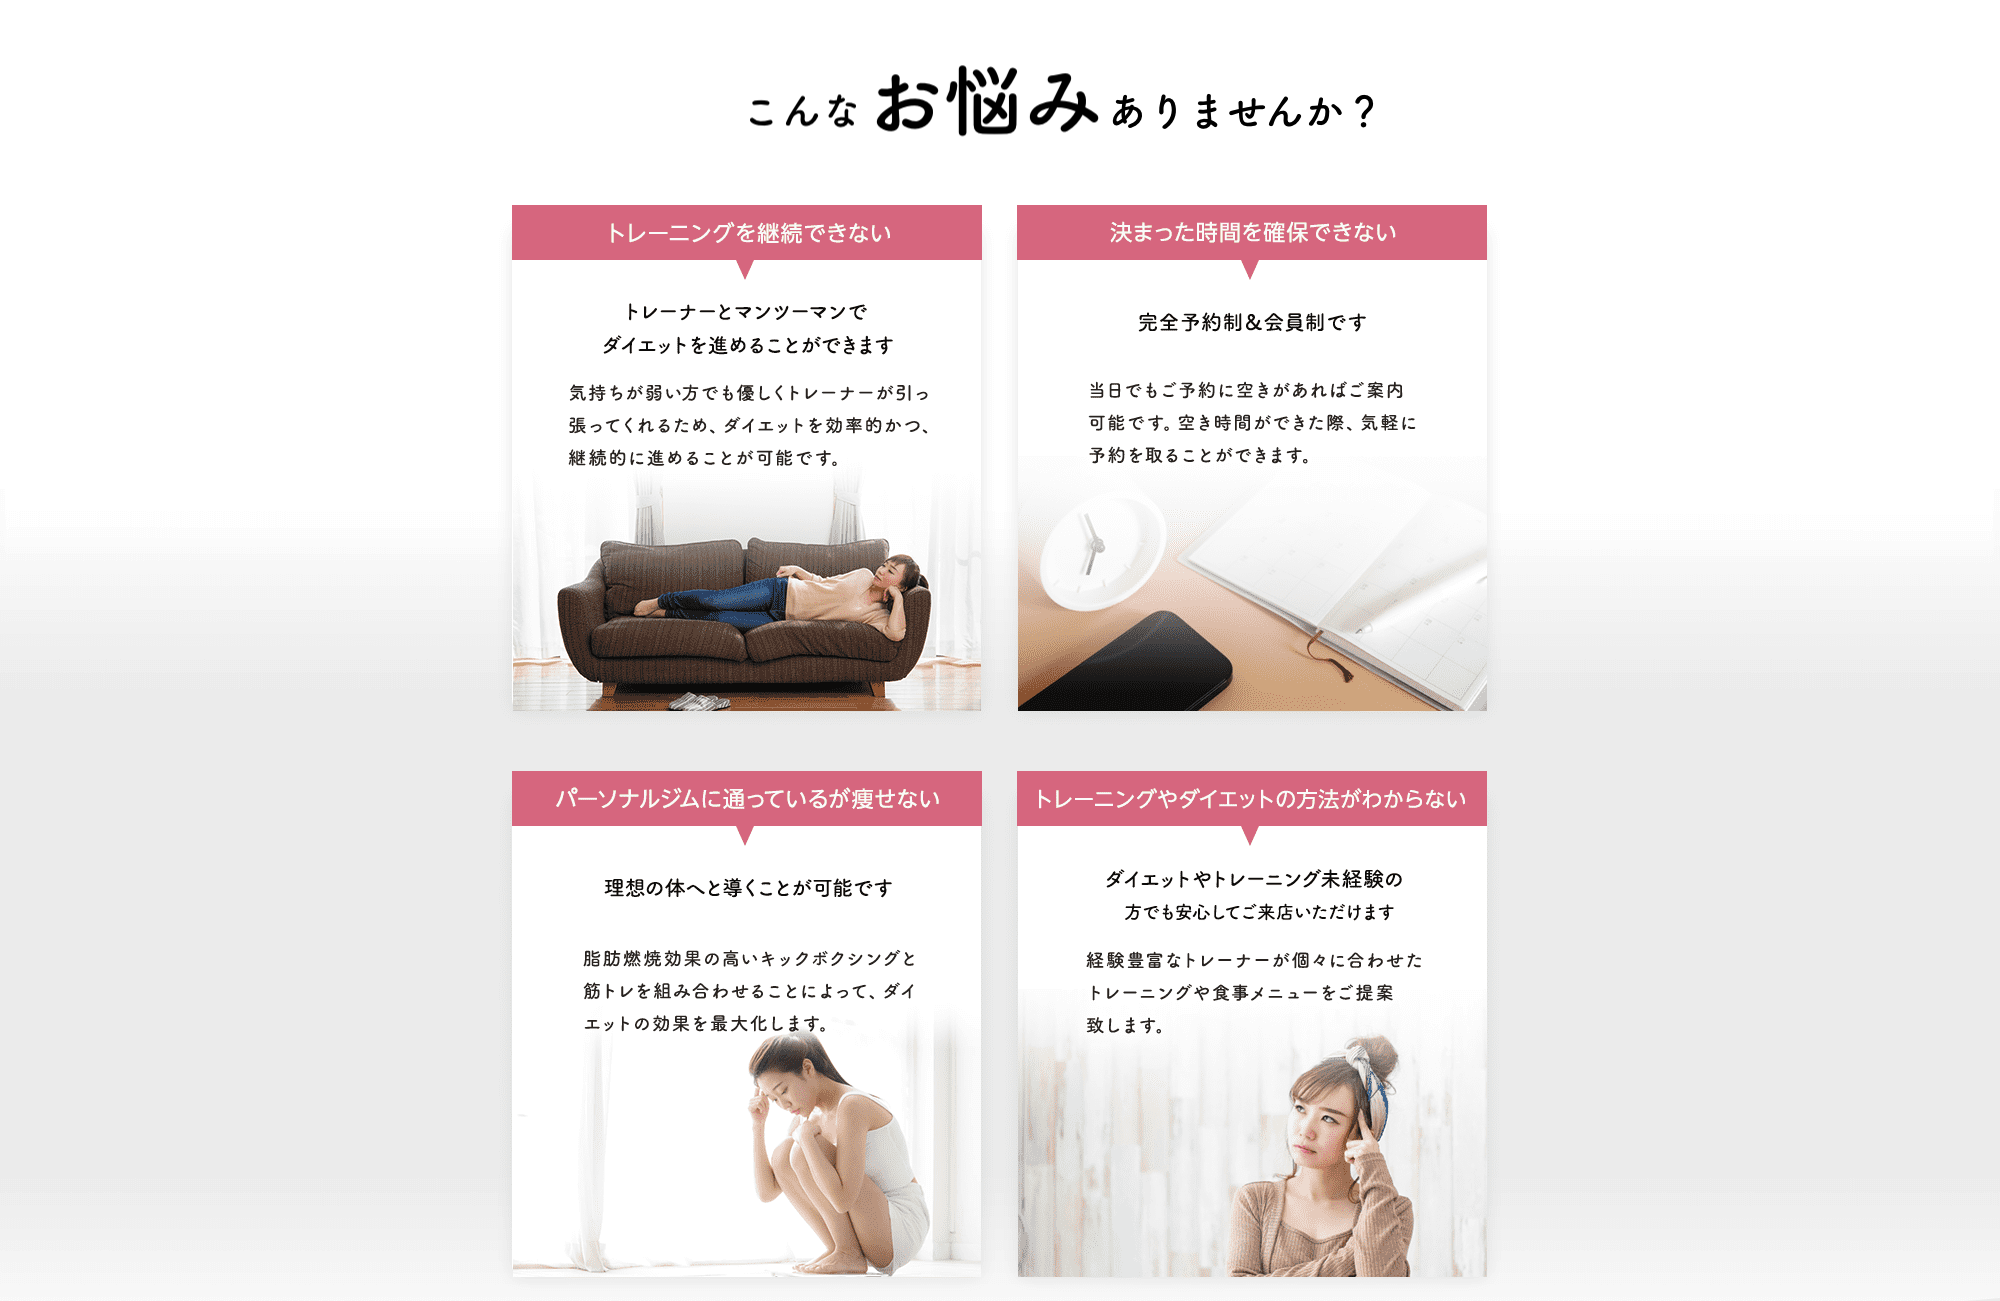 こんなお悩みありませんか？
トレーニングを継続できない
トレーナーとマンツーマンで
ダイエットを進めることができます
気持ちが弱い方でも優しくトレーナーが引っ
張ってくれるため、ダイエットを効率的かつ、
継続的に進めることが可能です。
決まった時間を確保できない
完全予約制&会員制です
当日でもご予約に空きがあればご案内
可能です。空き時間ができた際、気軽に
予約を取ることができます。
パーソナルジムに通っているが痩せない
理想の体へと導くことが可能です
脂肪燃焼効果の高いキックボクシングと
筋トレを組み合わせることによって、ダイ
エットの効果を最大化します。
トレーニングやダイエットの方法がわからない
ダイエットやトレーニング未経験の
方でも安心してご来店いただけます
経験豊富なトレーナーが個々に合わせた
トレーニングや食事メニューをご提案
致します。